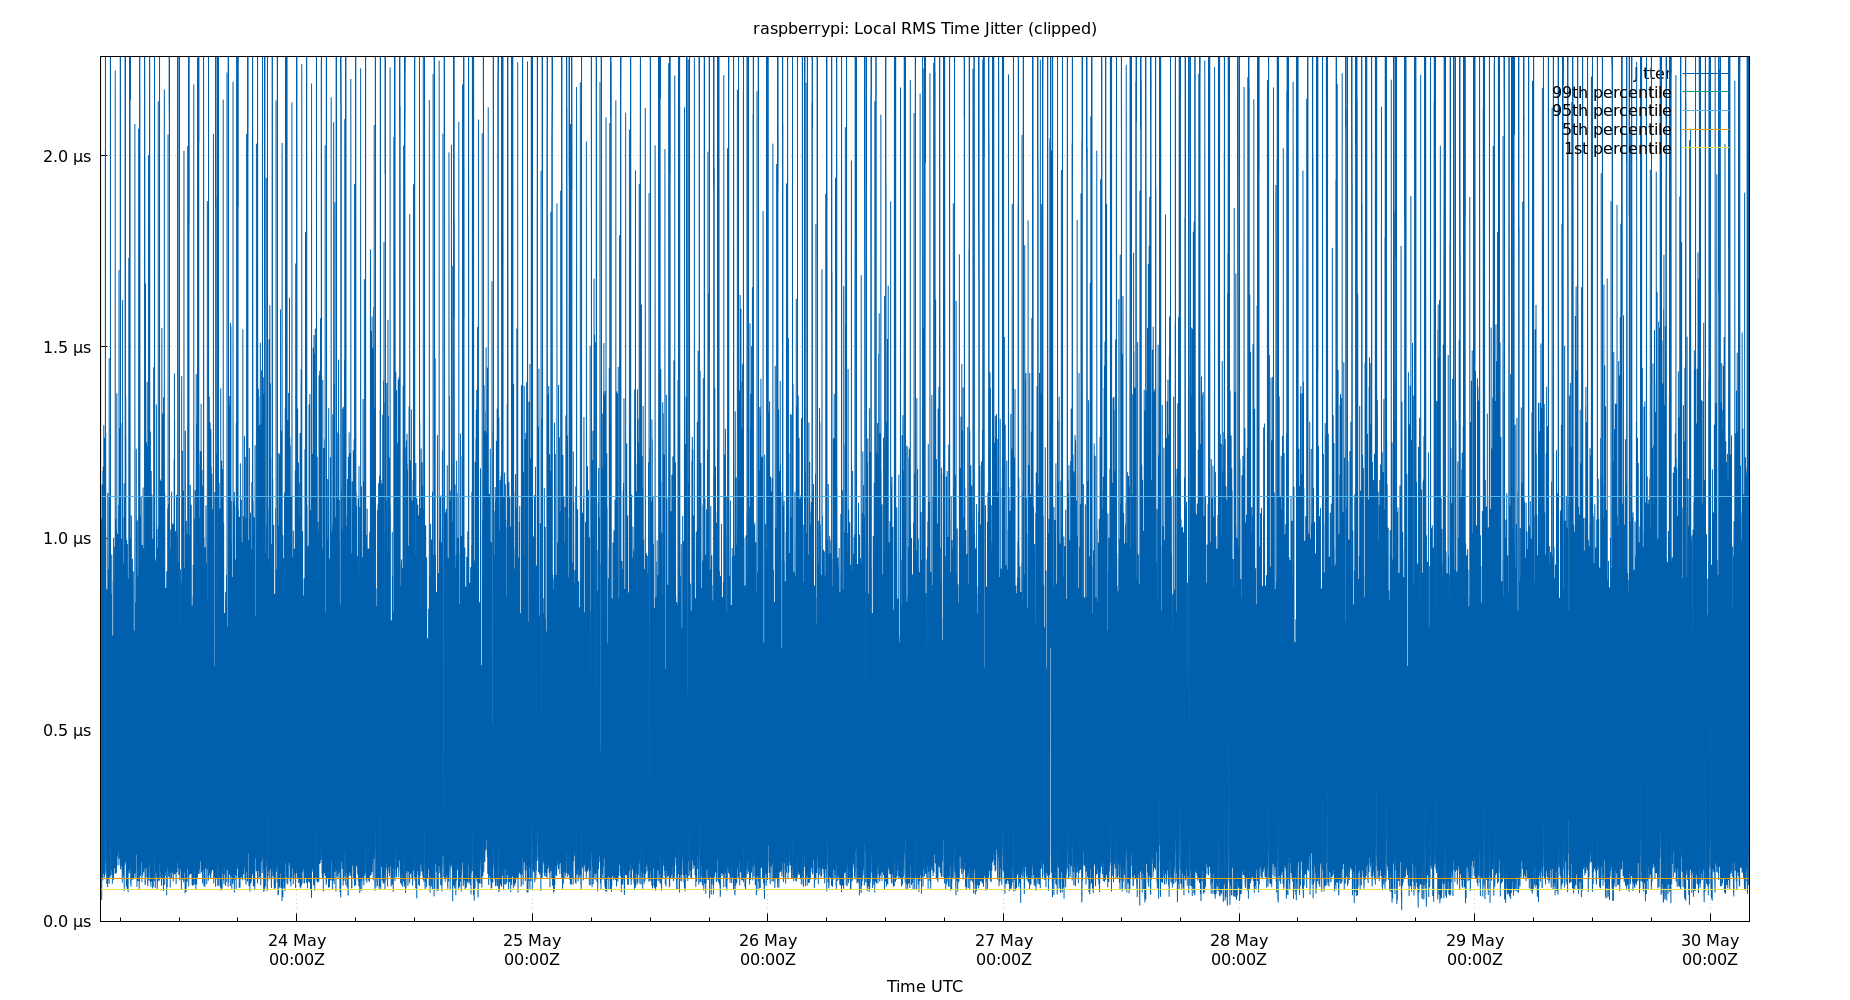 raspberrypi: Local RMS Time Jitter (clipped)
Jitter
99th percentile
95th percentile
5th percentile
1st percentile
2.0 µs
1.5 µs
1.0 µs
0.5 µs
0.0 µs
24 May 25 May 26 May 27 May 28 May 29 May 30 May
00:00Z 00:00Z 00:00Z 00:00Z 00:00Z 00:00Z 00:00Z
Time UTC